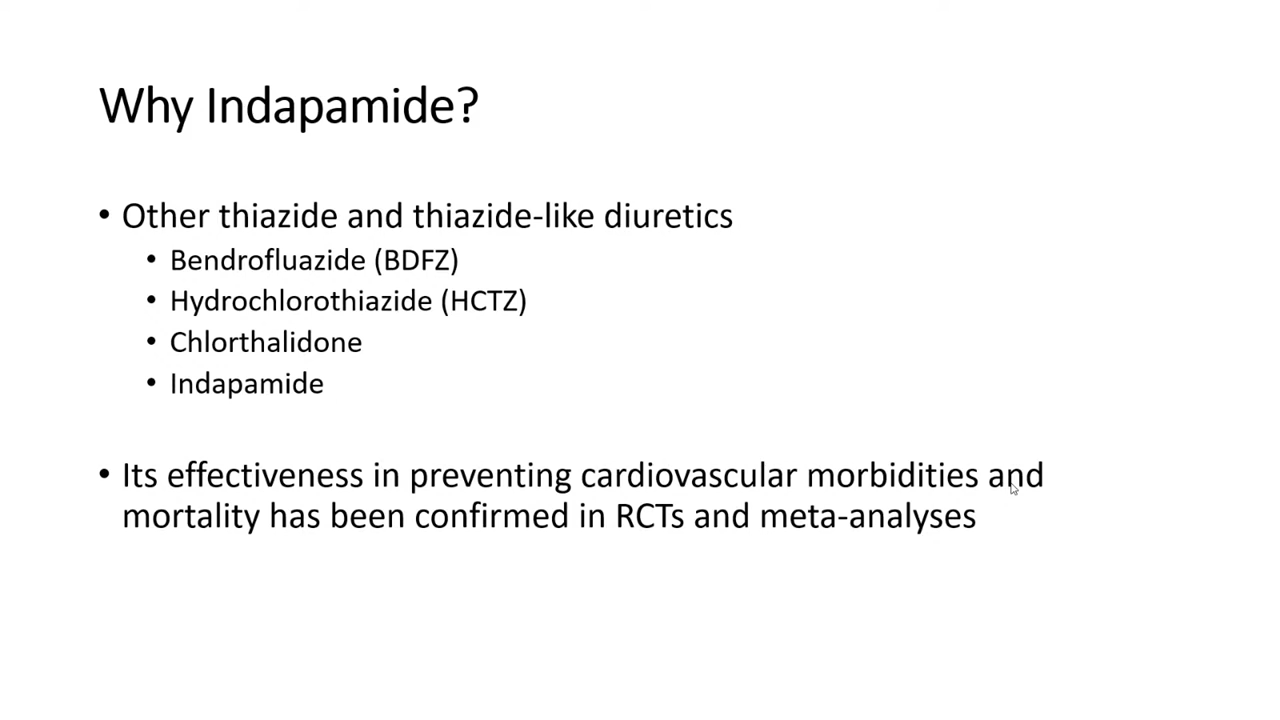 Why Indapamide?
• Other thiazide and thiazide-like diuretics
• Bendrofluazide (BDFZ)
• Hydrochlorothiazide (HCTZ)
• Chlorthalidone
• Indapamide
• Its effectiveness in preventing cardiovascular morbidities and
mortality has been confirmed in RCTs and meta-analyses